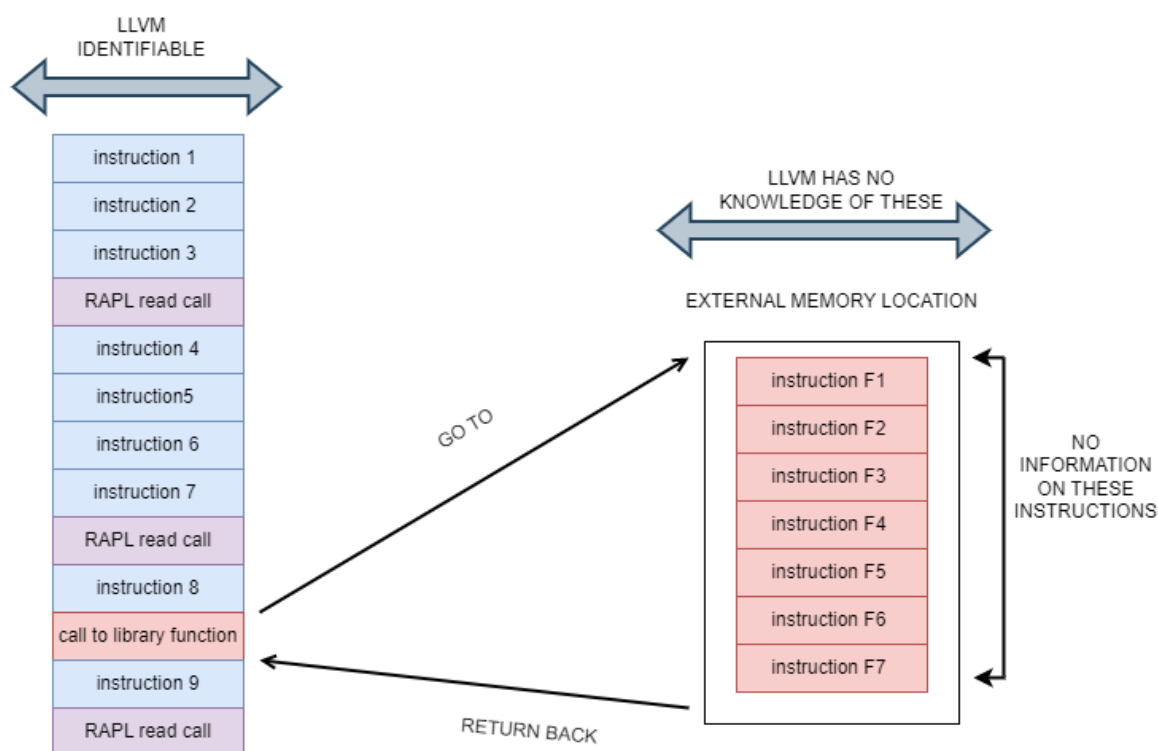 LLVM
IDENTIFIABLE
instruction 1
instruction 2
instruction 3
RAPL read call
instruction 4
instruction5
instruction 6
instruction 7
RAPL read call
instruction 8
call to library function
instruction 9
RAPL read call
GO TO
RETURN BACK
LLVM HAS NO
KNOWLEDGE OF THESE
EXTERNAL MEMORY LOCATION
instruction F1
instruction F2
instruction F3
instruction F4
instruction F5
instruction F6
instruction F7
NO
INFORMATION
ON THESE
INSTRUCTIONS